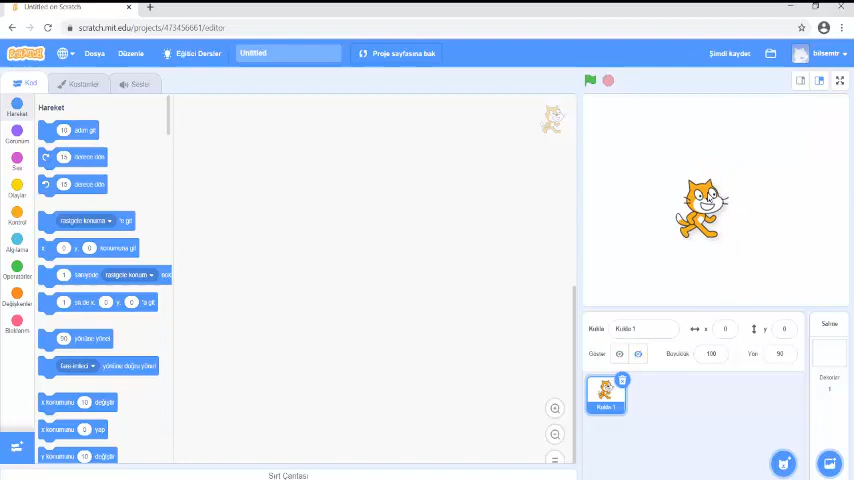 Untitled on Scratch
scratch.mit.edu/projects/473456661/editor
SCRATCH
Dosya
Düzenle
Eğitici Dersler
Untitled
Proje sayfasına bak
Şimdi kaydet
bilsemtr
Kod
Kostümler
Sesler
Hareket
Görünüm
Ses
Olaylar
Kontrol
Algılama
Operatörler
Değişkenler
Bloklarım
Hareket
10 adım git
15 derece dön
15 derece dön
rastgele konuma 'e git
x: 0 y: 0 konumuna git
1 saniyede rastgele konum
1 sn.de x: 0 y: 0 'a git
90 yönüne yönel
fare imleci yönüne doğru yönel
x konumunu 10 değiştir
x konumunu 0 yap
y konumunu 10 değiştir
Sırt Çantası
Kukla
Kukla 1
x 0
y 0
Göster
Büyüklük 100
Yön 90
Kukla 1
Sahne
Dekorlar
1